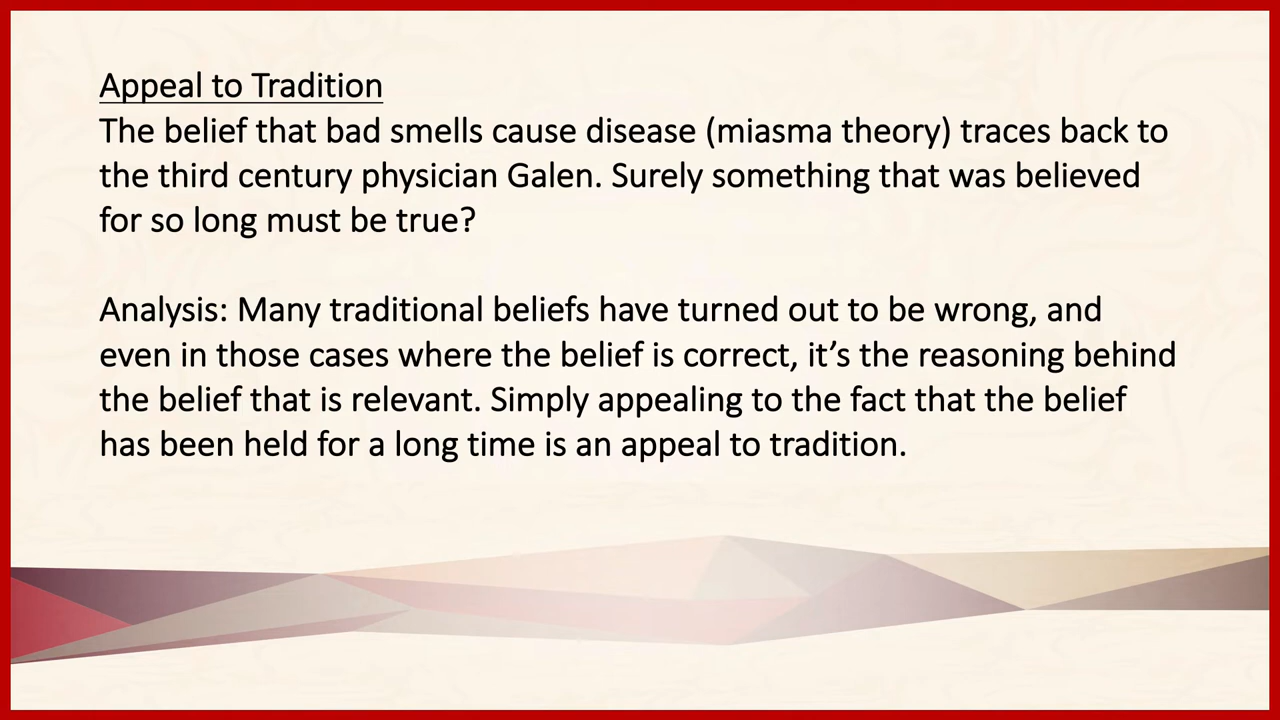 Appeal to Tradition
The belief that bad smells cause disease (miasma theory) traces back to
the third century physician Galen. Surely something that was believed
for so long must be true?
Analysis: Many traditional beliefs have turned out to be wrong, and
even in those cases where the belief is correct, it’s the reasoning behind
the belief that is relevant. Simply appealing to the fact that the belief
has been held for a long time is an appeal to tradition.